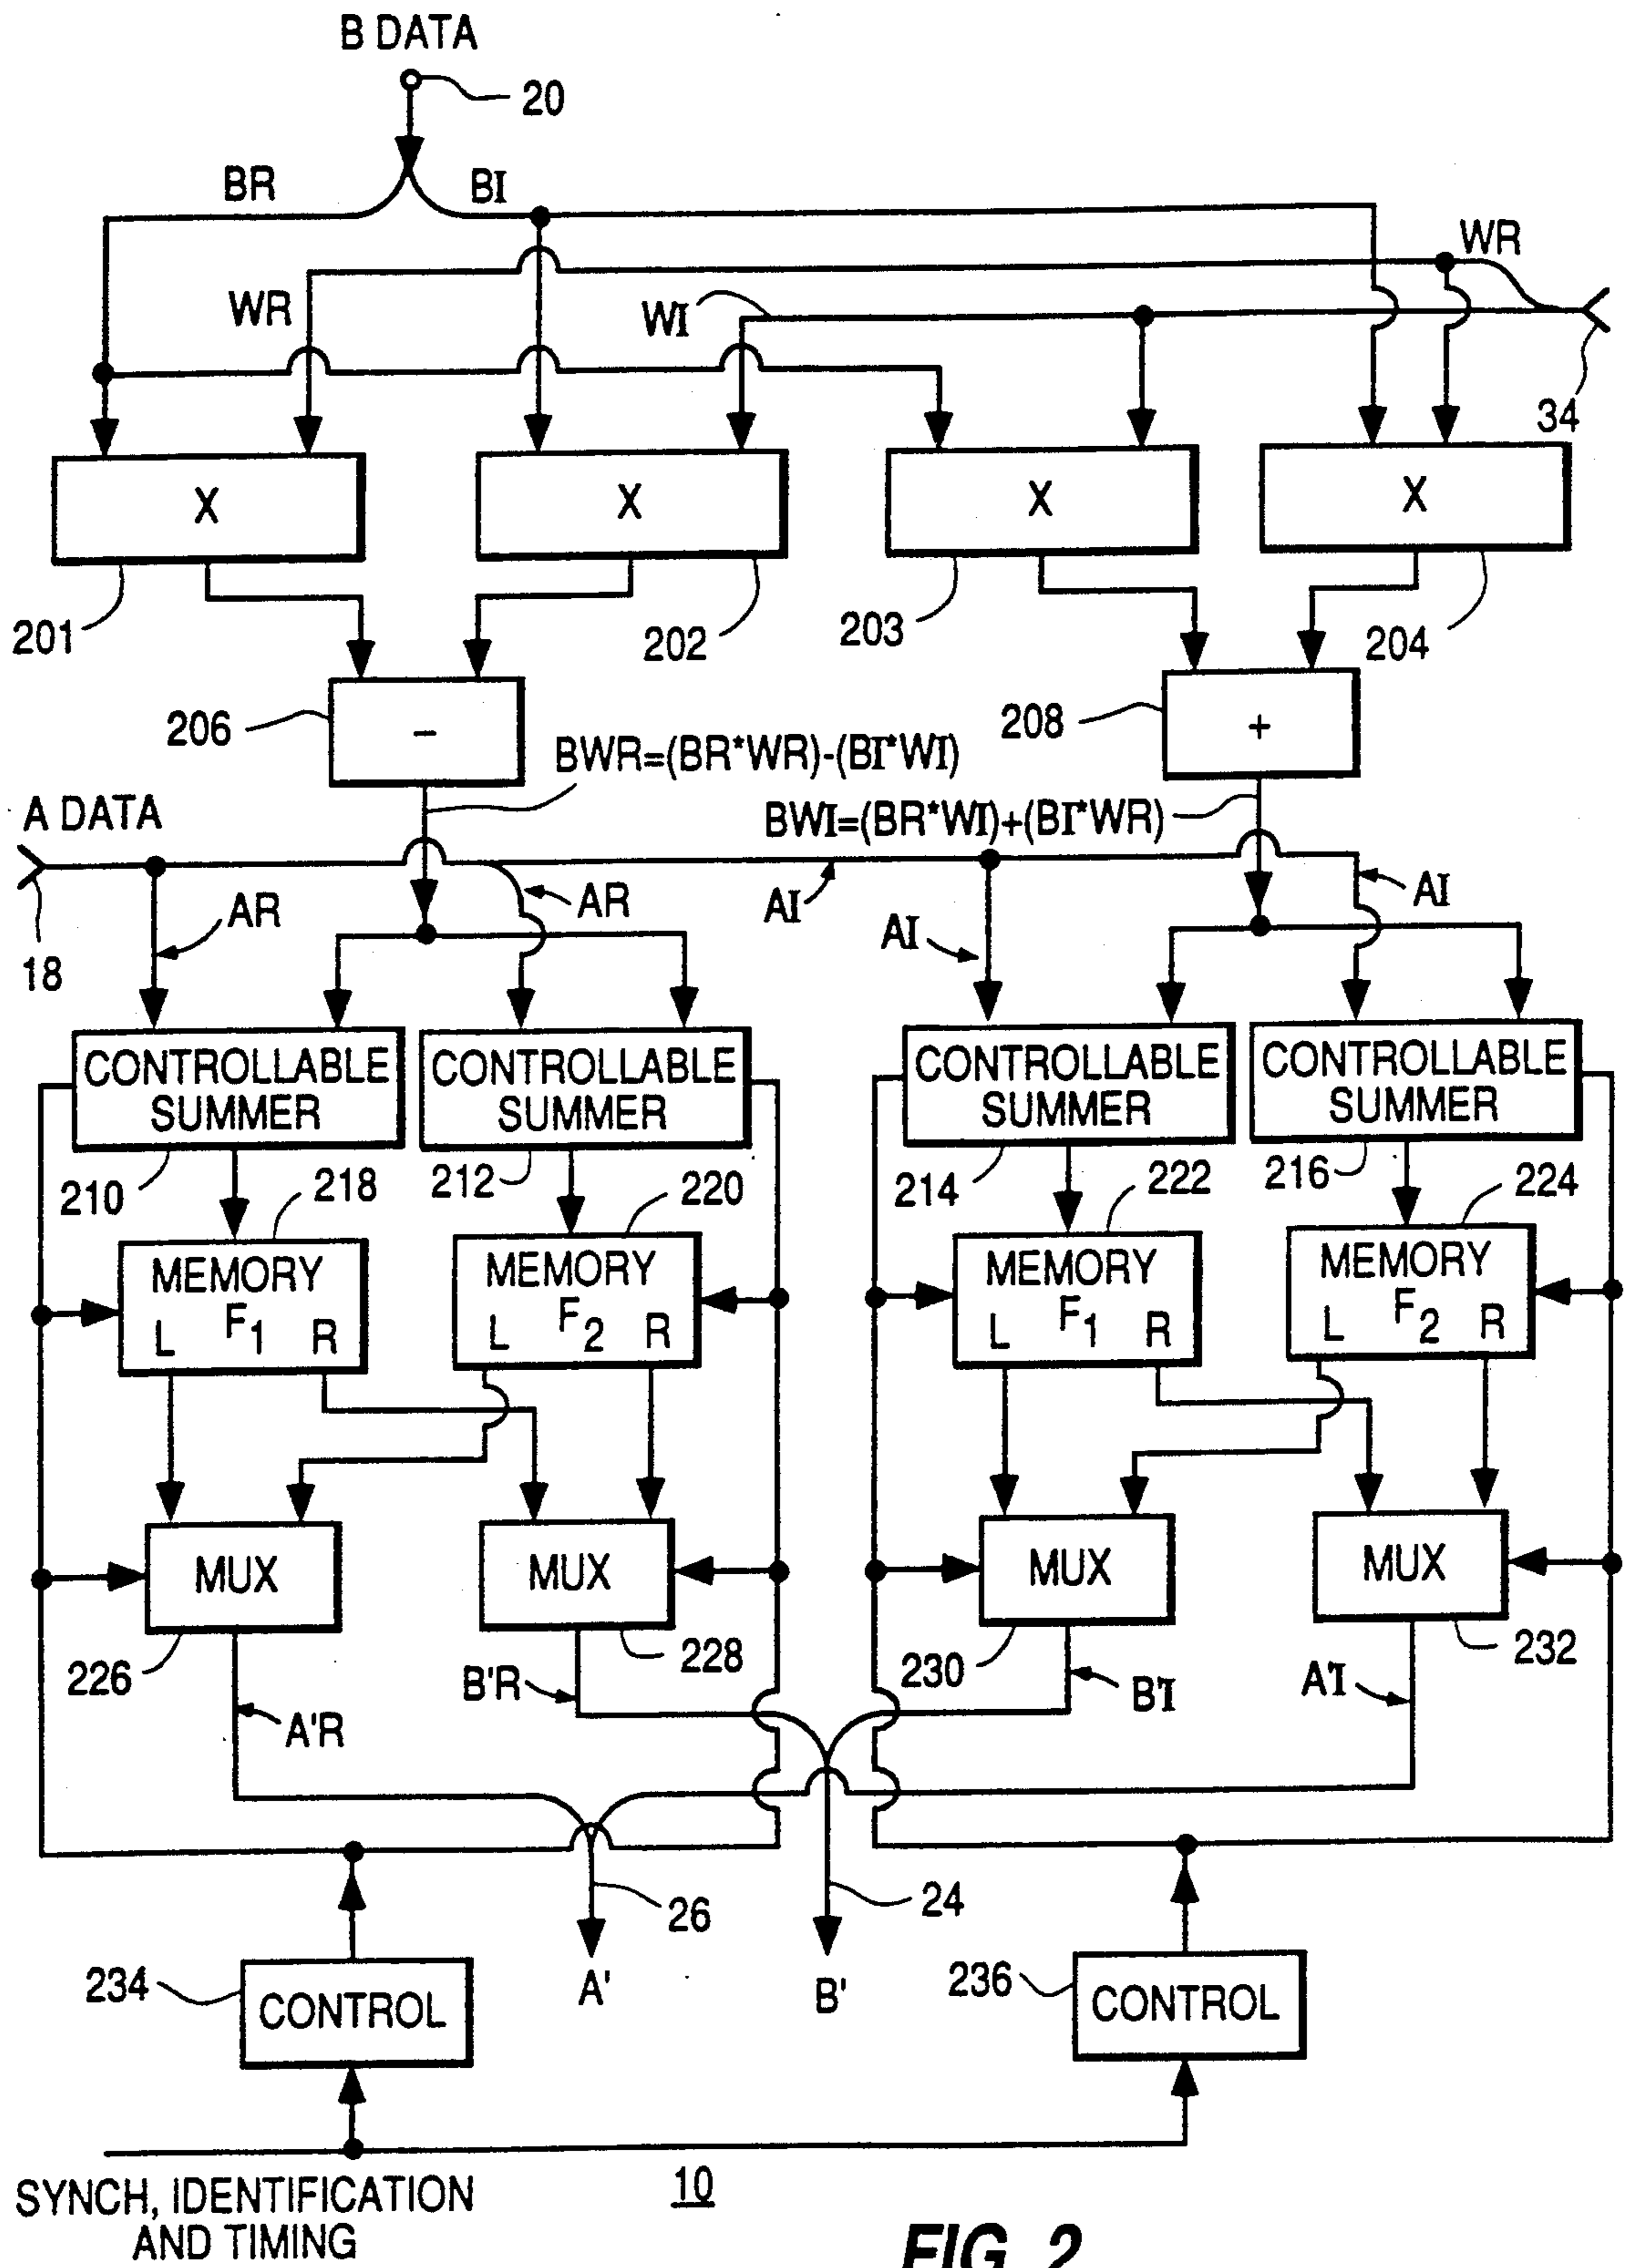 B DATA
20
BR
BI
WR
WR
WI
34
X
X
X
X
201
202
203
204
206
-
208
+
BWR=(BR*WR)-(BI*WI)
A DATA
BWI=(BR*WI)+(BI*WR)
AR
AR
AI
AI
AI
18
CONTROLLABLE
SUMMER
CONTROLLABLE
SUMMER
CONTROLLABLE
SUMMER
CONTROLLABLE
SUMMER
210
218
212
220
214
222
216
224
MEMORY
L F1 R
MEMORY
L F2 R
MEMORY
L F1 R
MEMORY
L F2 R
MUX
MUX
MUX
MUX
226
228
230
232
A'R
B'R
B'I
A'I
26
24
234
CONTROL
A'
B'
236
CONTROL
SYNCH, IDENTIFICATION
AND TIMING
10
FIG. 2